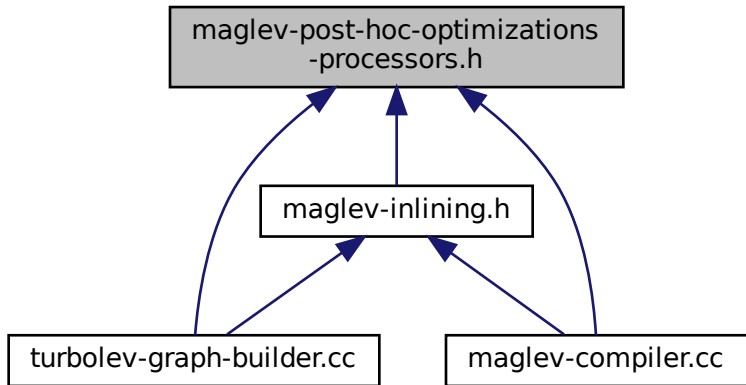 maglev-post-hoc-optimizations
-processors.h
maglev-inlining.h
turbolev-graph-builder.cc
maglev-compiler.cc